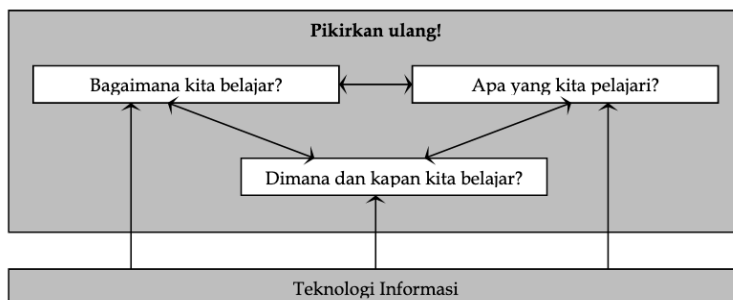 Pikirkan ulang!
Bagaimana kita belajar?
Apa yang kita pelajari?
Dimana dan kapan kita belajar?
Teknologi Informasi